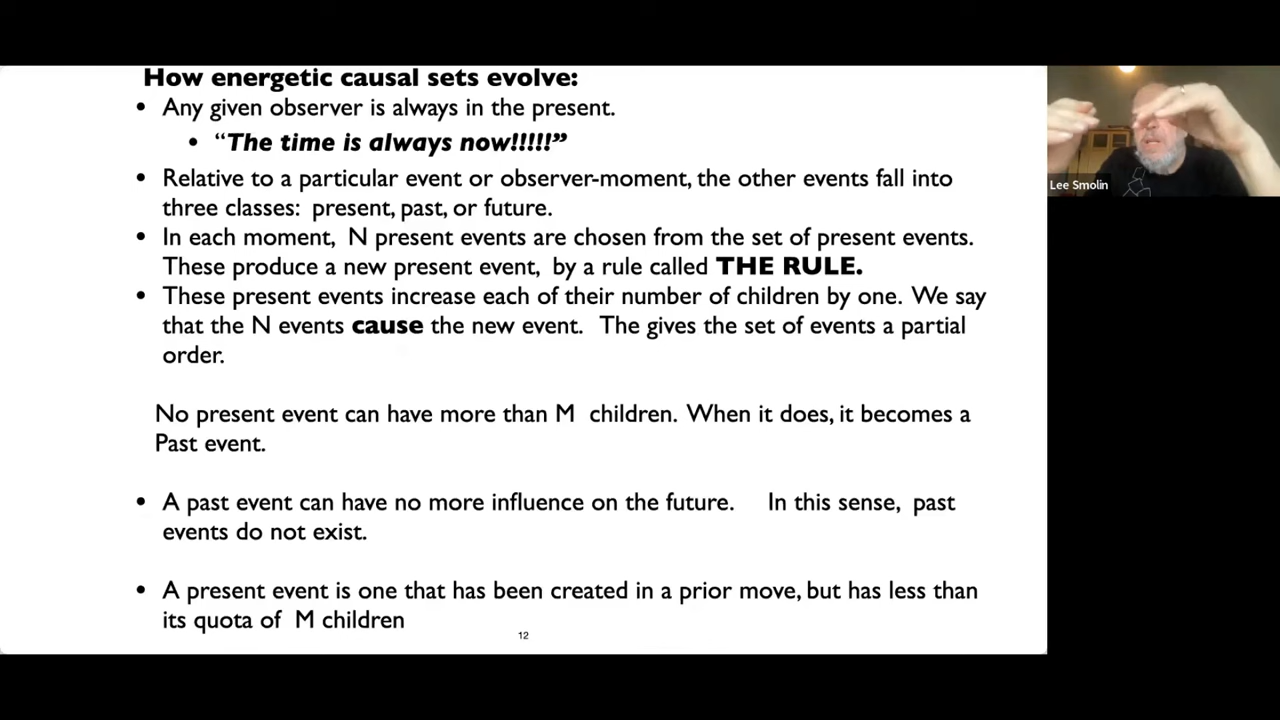 How energetic causal sets evolve:
• Any given observer is always in the present.
• “The time is always now!!!!!”
• Relative to a particular event or observer-moment, the other events fall into
three classes: present, past, or future.
• In each moment, N present events are chosen from the set of present events.
These produce a new present event, by a rule called THE RULE.
• These present events increase each of their number of children by one. We say
that the N events cause the new event. The gives the set of events a partial
order.
No present event can have more than M children. When it does, it becomes a
Past event.
• A past event can have no more influence on the future. In this sense, past
events do not exist.
• A present event is one that has been created in a prior move, but has less than
its quota of M children
12
Lee Smolin